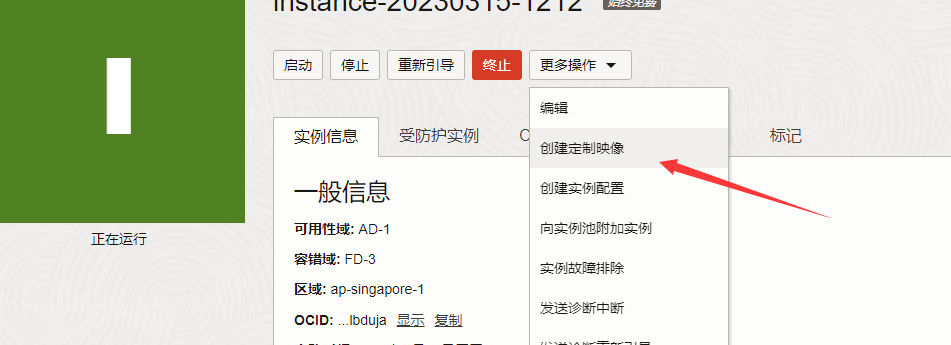 instance-20230315-1212 始终免费
启动 停止 重新引导 终止 更多操作
编辑
创建定制映像
创建实例配置
向实例池附加实例
实例故障排除
发送诊断中断
实例信息 受防护实例 标记
一般信息
可用性域: AD-1
容错域: FD-3
区域: ap-singapore-1
OCID: ...lbduja 显示 复制
I
正在运行